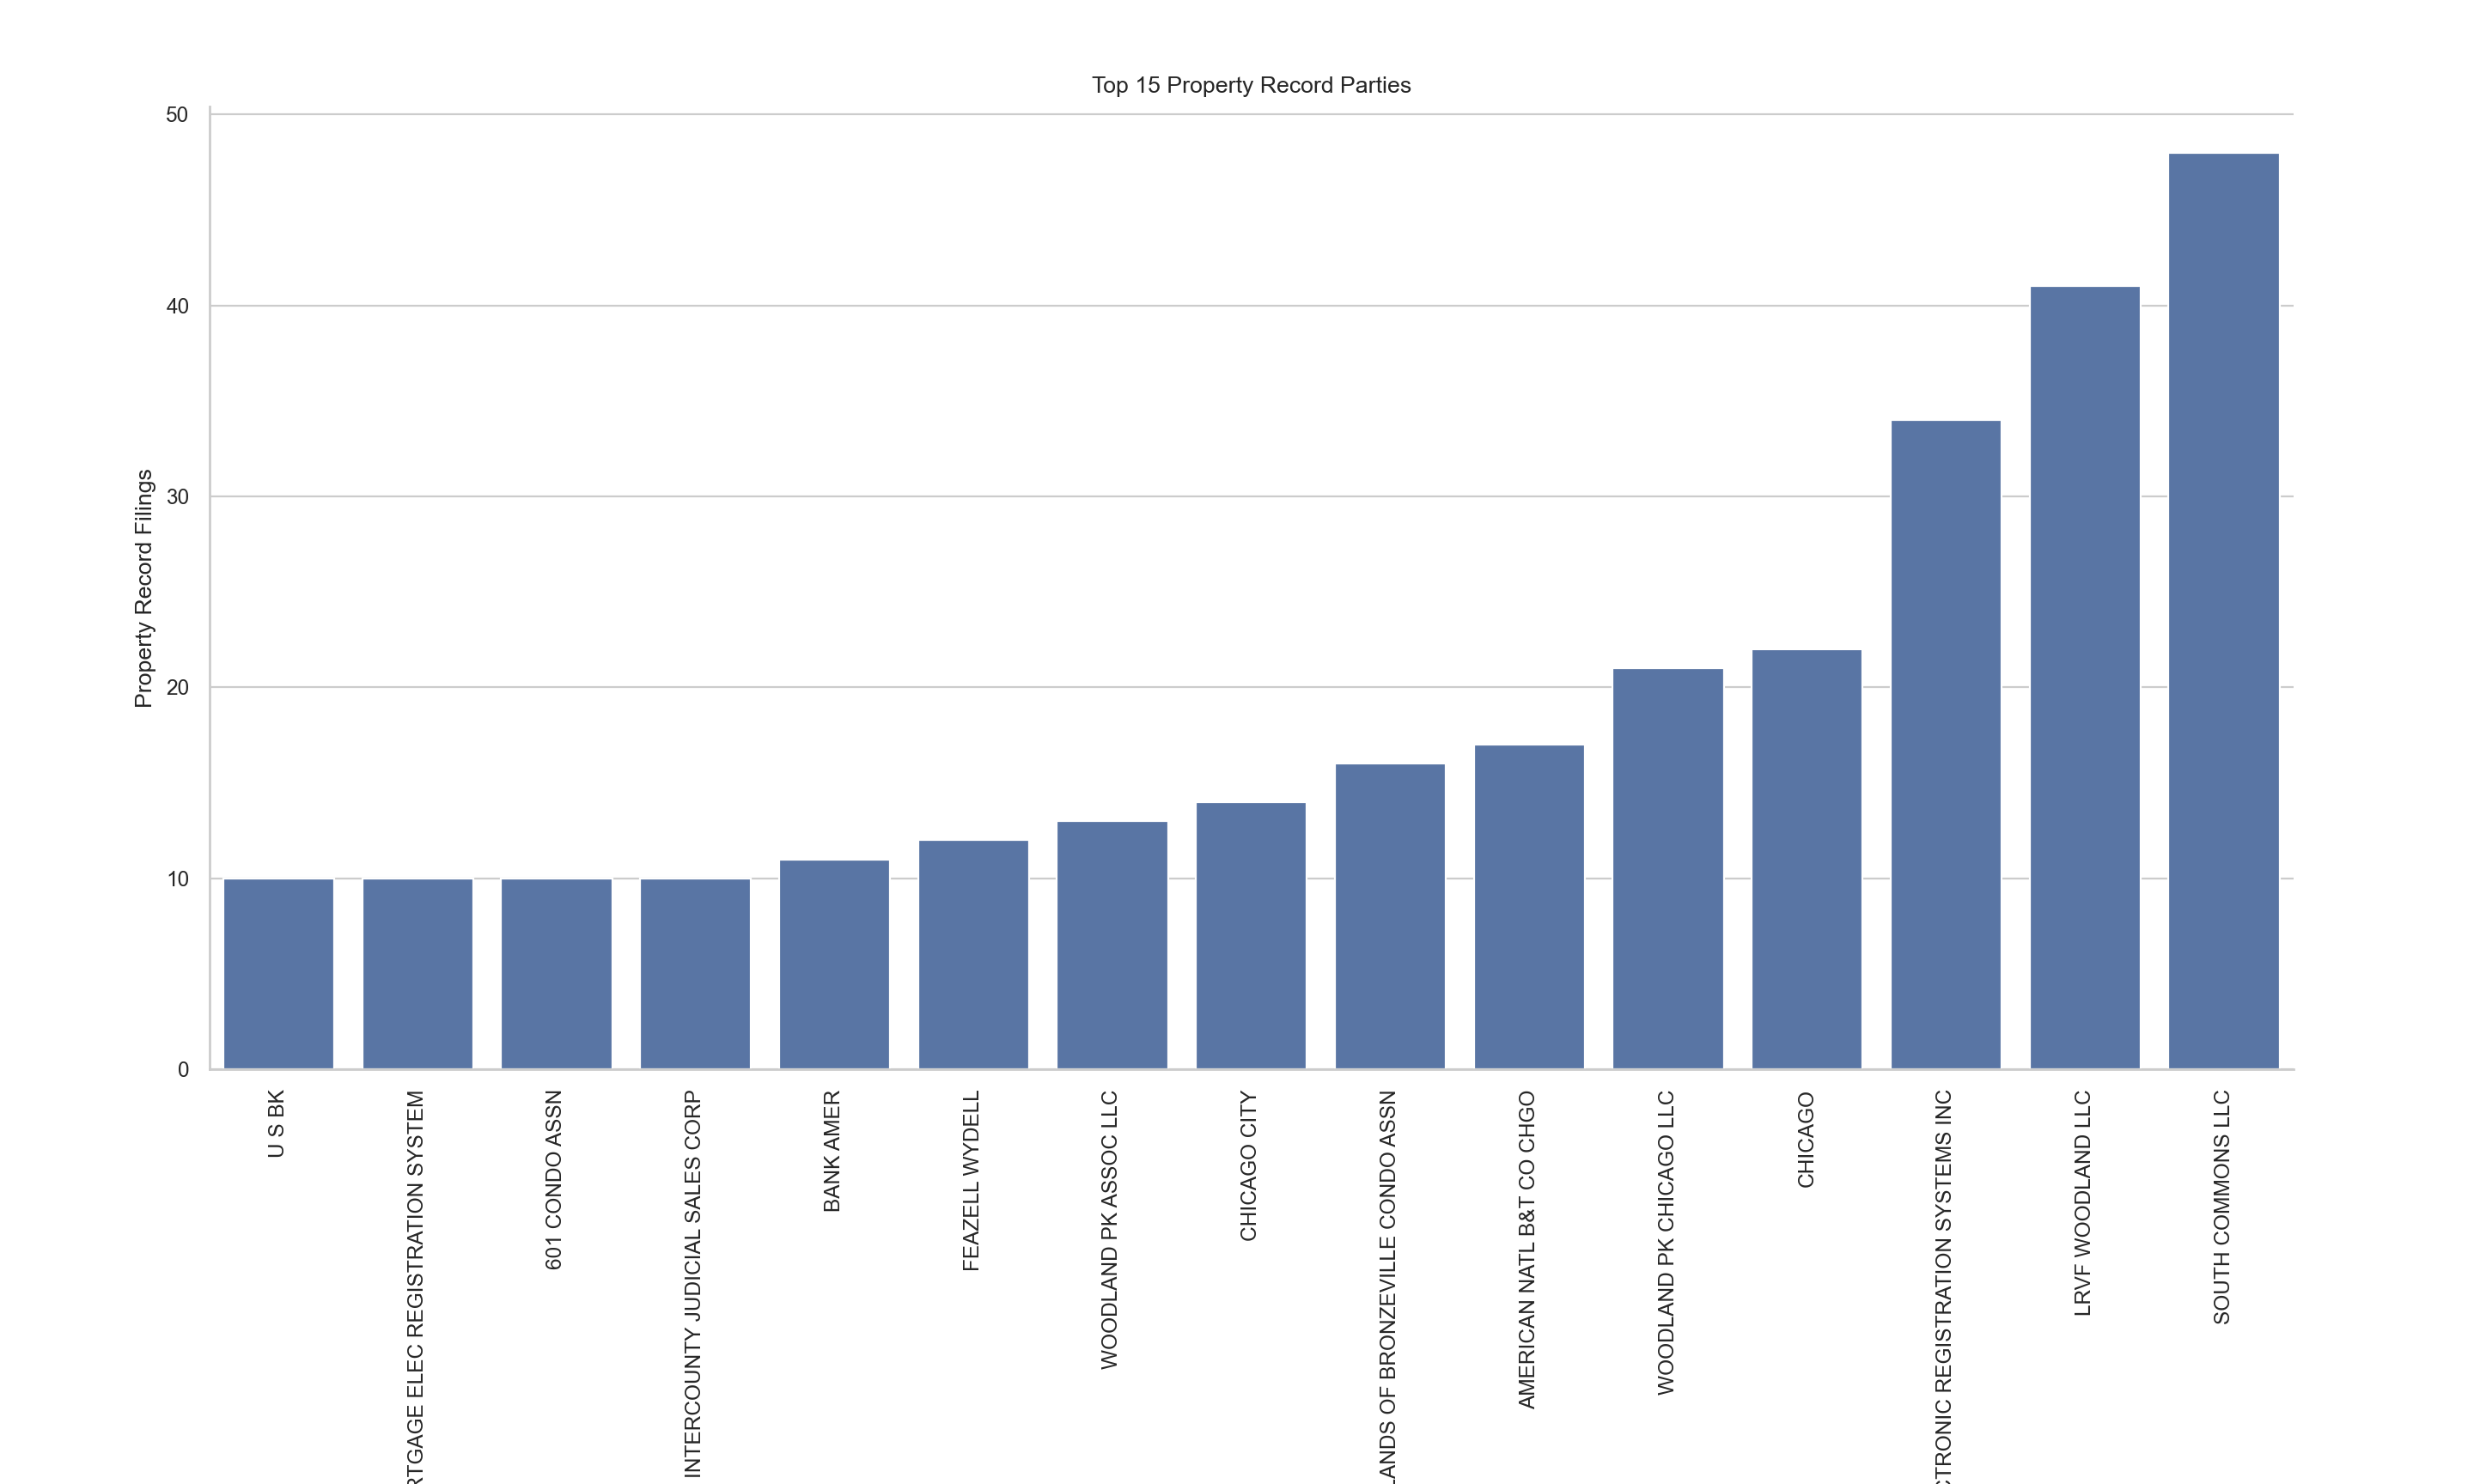 Top 15 Property Record Parties
Property Record Filings
50
40
30
20
10
0
U S BK
ELEC REGISTRATION SYSTEM
601 CONDO ASSN
INTERCOUNTY JUDICIAL SALES CORP
BANK AMER
FEAZELL WYDELL
WOODLAND PK ASSOC LLC
CHICAGO CITY
OF BRONZEVILLE CONDO ASSN
AMERICAN NATL B&T CO CHGO
WOODLAND PK CHICAGO LLC
CHICAGO
REGISTRATION SYSTEMS INC
LRVF WOODLAND LLC
SOUTH COMMONS LLC